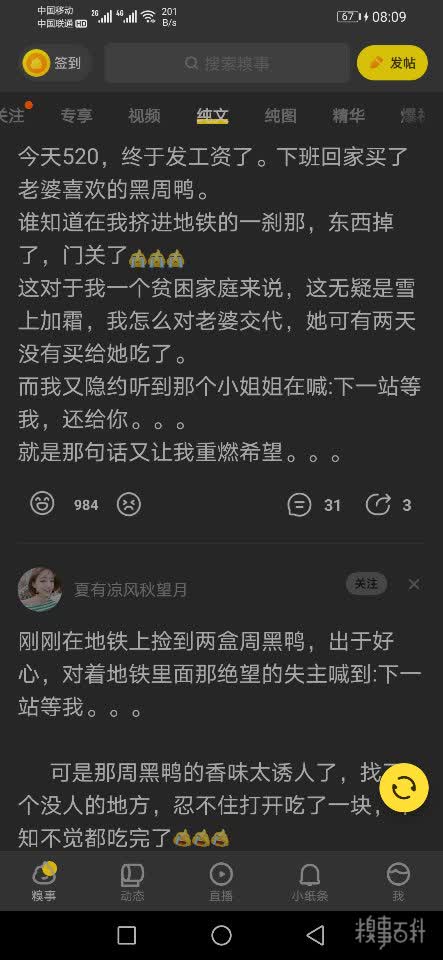 中国移动
中国联通 HD
2G 4G
201
B/s
67
08:09
签到
搜索糗事
发帖
关注
专享
视频
纯文
纯图
精华
今天520，终于发工资了。下班回家买了
老婆喜欢的黑周鸭。
谁知道在我挤进地铁的一刹那，东西掉
了，门关了
这对于我一个贫困家庭来说，这无疑是雪
上加霜，我怎么对老婆交代，她可有两天
没有买给她吃了。
而我又隐约听到那个小姐姐在喊:下一站等
我，还给你。。。
就是那句话又让我重燃希望。。。
984
31
3
夏有凉风秋望月
关注
刚刚在地铁上捡到两盒周黑鸭，出于好
心，对着地铁里面那绝望的失主喊到:下一
站等我。。。
可是那周黑鸭的香味太诱人了，找
个没人的地方，忍不住打开吃了一块，
知不觉都吃完了
糗事
动态
直播
小纸条
我
糗事百科